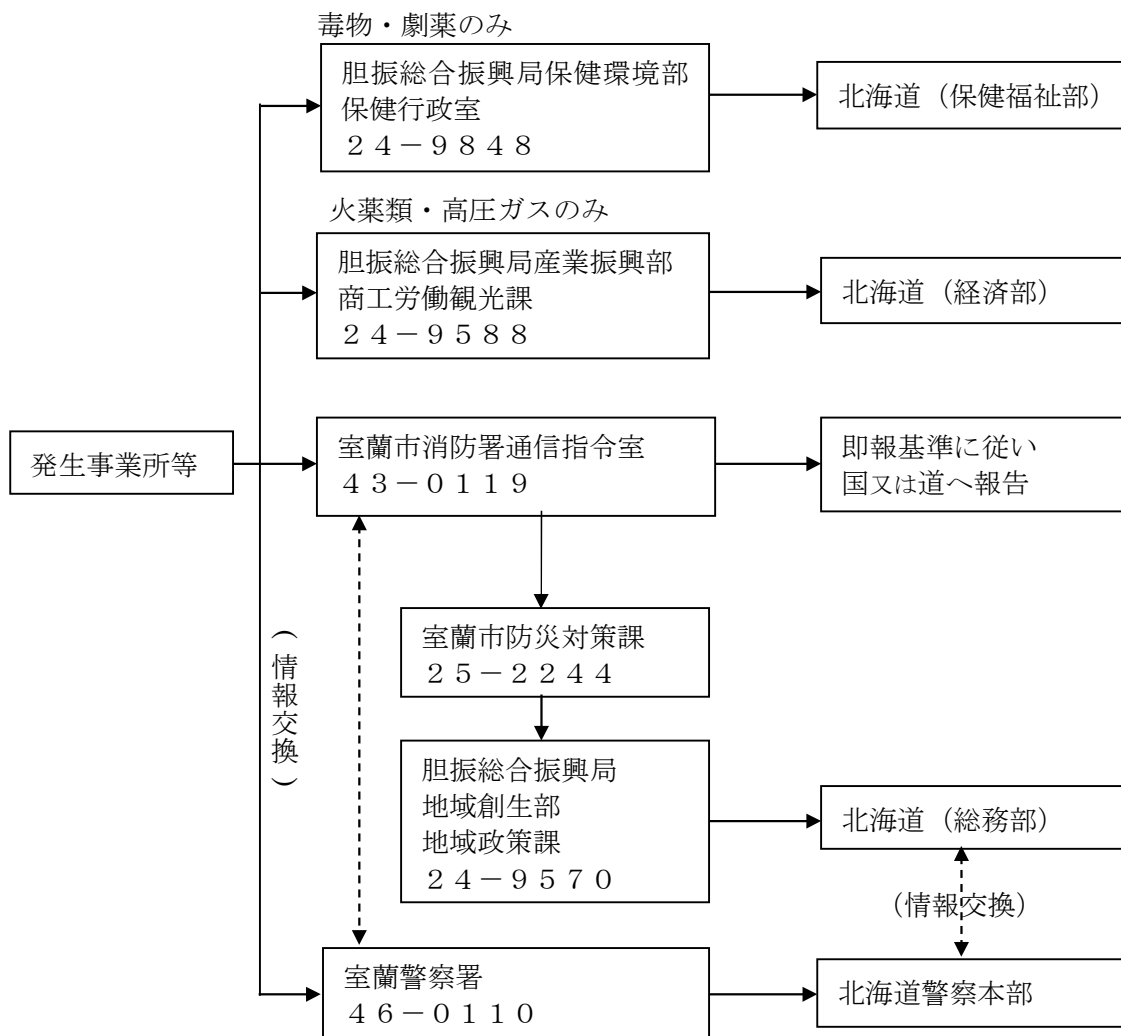 毒物・劇薬のみ
胆振総合振興局保健環境部
保健行政室
２４－９８４８
北海道（保健福祉部）
火薬類・高圧ガスのみ
胆振総合振興局産業振興部
商工労働観光課
２４－９５８８
北海道（経済部）
発生事業所等
室蘭市消防署通信指令室
４３－０１１９
即報基準に従い
国又は道へ報告
（情報交換）
室蘭市防災対策課
２５－２２４４
胆振総合振興局
地域創生部
地域政策課
２４－９５７０
北海道（総務部）
（情報交換）
室蘭警察署
４６－０１１０
北海道警察本部